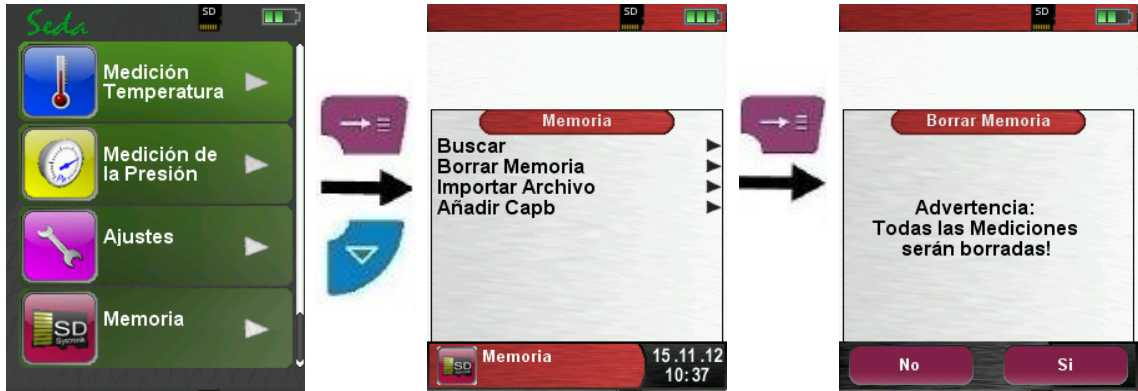 Seda
SD
Medición
Temperatura
Medición de
la Presión
Ajustes
SD
Memoria
SD
Memoria
Buscar
Borrar Memoria
Importar Archivo
Añadir Capb
SD
Memoria
15.11.12
10:37
SD
Borrar Memoria
Advertencia:
Todas las Mediciones
serán borradas!
No
Si